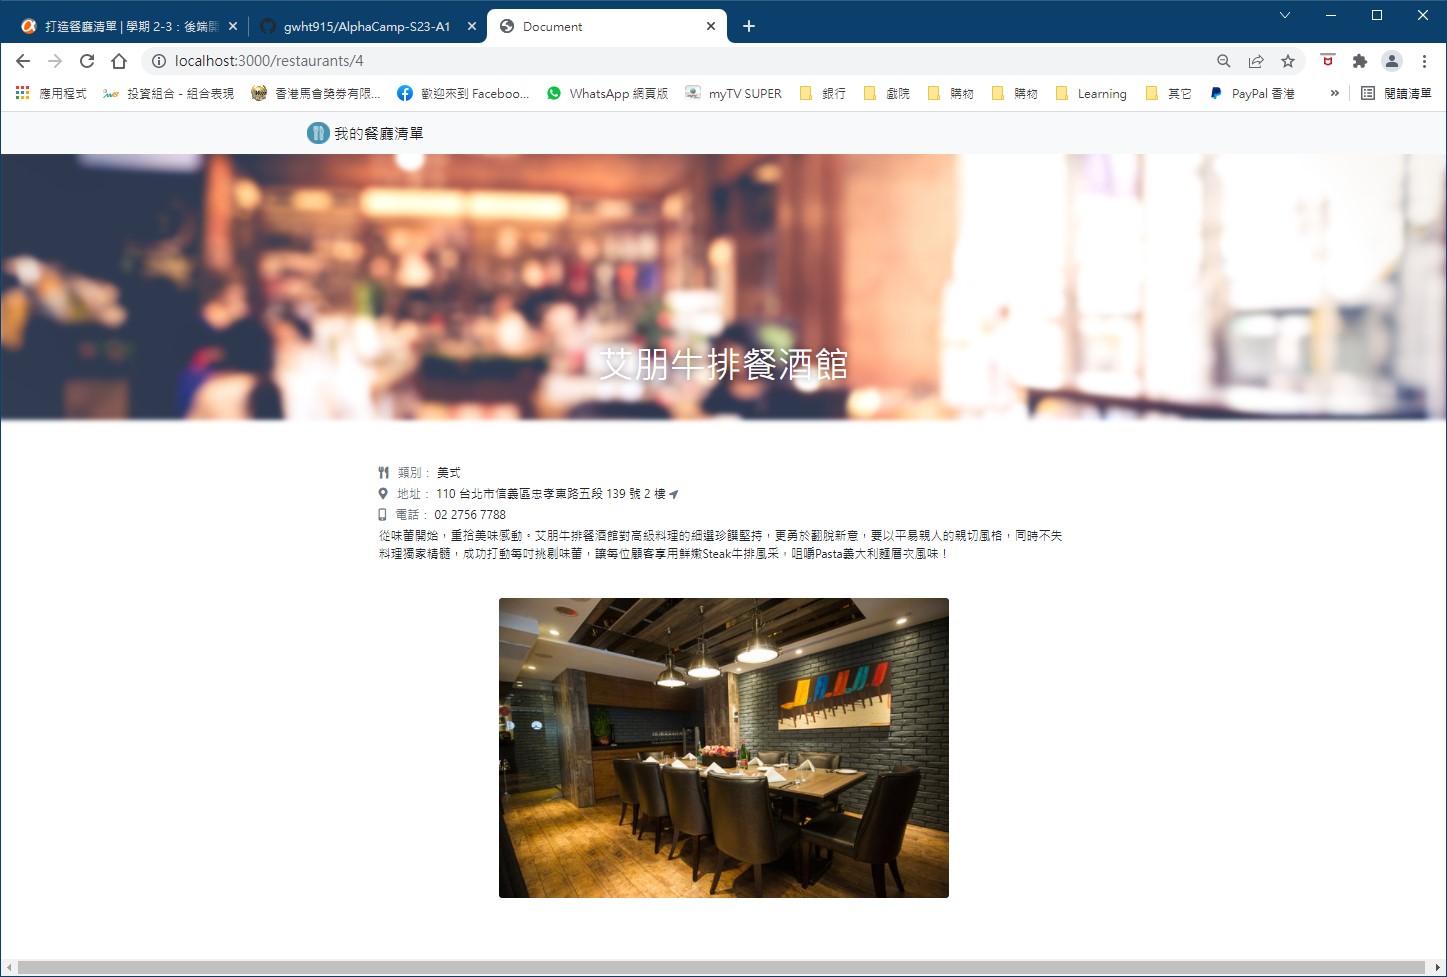 打造餐廳清單 | 學期 2-3：後端開
gwht915/AlphaCamp-S23-A1
Document
localhost:3000/restaurants/4
應用程式
投資組合 - 組合表現
香港馬會獎券有限...
歡迎來到 Faceboo...
WhatsApp 網頁版
myTV SUPER
銀行
戲院
購物
購物
Learning
其它
PayPal 香港
»
閱讀清單
我的餐廳清單
艾朋牛排餐酒館
類別： 美式
地址： 110 台北市信義區忠孝東路五段 139 號 2 樓
電話： 02 2756 7788
從味蕾開始，重拾美味感動。艾朋牛排餐酒館對高級料理的細選珍饌堅持，更勇於翻脫新意，要以平易親人的親切風格，同時不失
料理獨家精髓，成功打動每吋挑剔味蕾，讓每位顧客享用鮮嫩Steak牛排風采，咀嚼Pasta義大利麵層次風味！